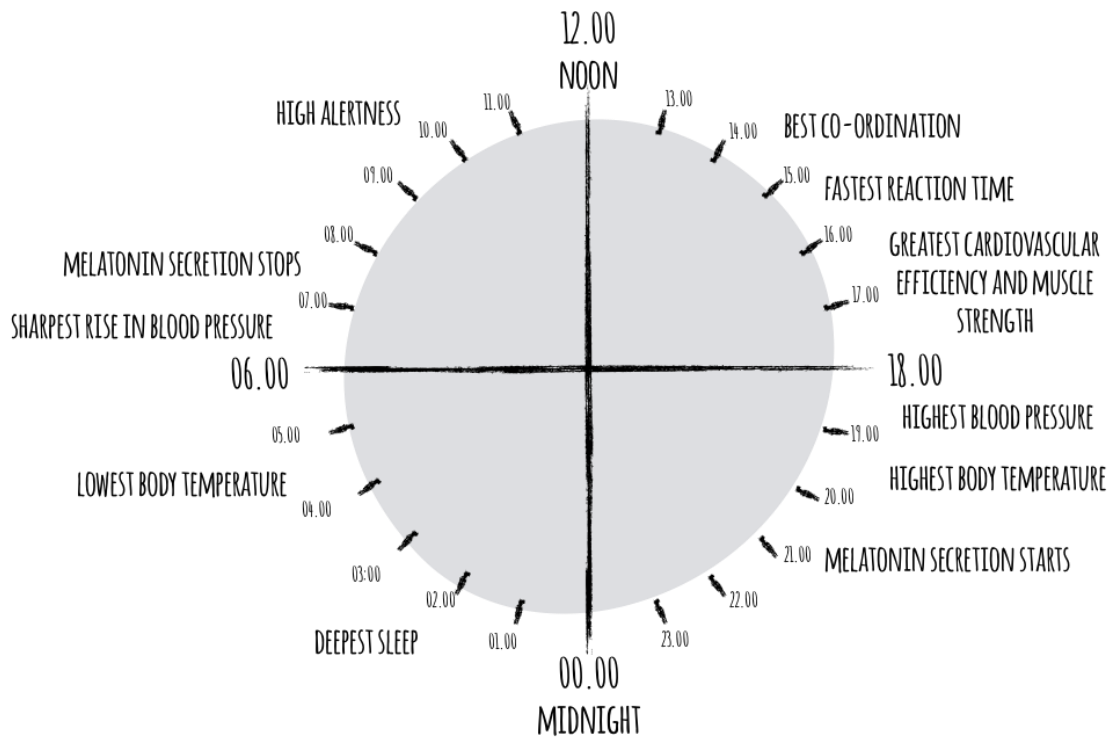 12.00
NOON
11.00
13.00
HIGH ALERTNESS
10.00
14.00
BEST CO-ORDINATION
09.00
15.00
FASTEST REACTION TIME
08.00
16.00
GREATEST CARDIOVASCULAR
EFFICIENCY AND MUSCLE
STRENGTH
MELATONIN SECRETION STOPS
07.00
17.00
SHARPEST RISE IN BLOOD PRESSURE
06.00
18.00
05.00
19.00
HIGHEST BLOOD PRESSURE
LOWEST BODY TEMPERATURE
04.00
20.00
HIGHEST BODY TEMPERATURE
03:00
21.00
MELATONIN SECRETION STARTS
02.00
22.00
DEEPEST SLEEP
01.00
23.00
00.00
MIDNIGHT